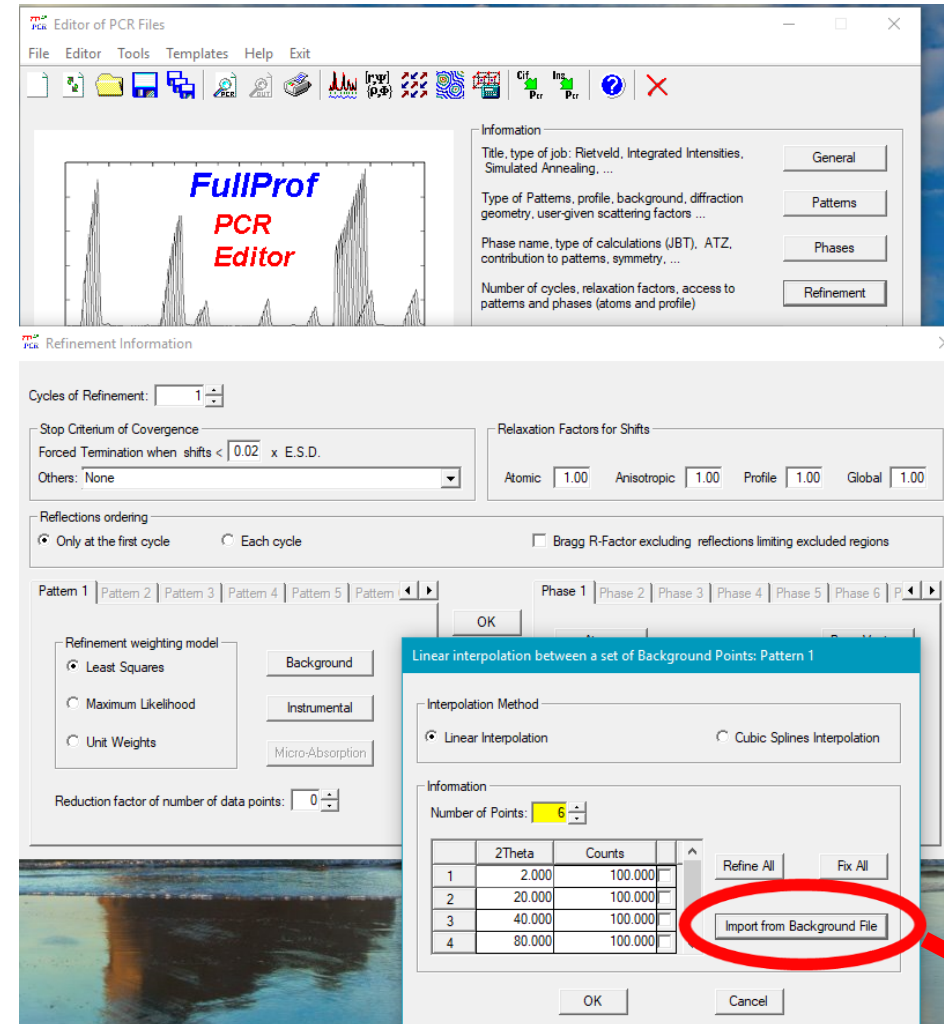 Editor of PCR Files
File Editor Tools Templates Help Exit
PCR OUT [r,Ψ] {ρ,Φ} Cif Pcr Ins Pcr
FullProf
PCR
Editor
Information
Title, type of job: Rietveld, Integrated Intensities,
Simulated Annealing, ...
General
Type of Patterns, profile, background, diffraction
geometry, user-given scattering factors ...
Patterns
Phase name, type of calculations (JBT), ATZ,
contribution to patterns, symmetry, ...
Phases
Number of cycles, relaxation factors, access to
patterns and phases (atoms and profile)
Refinement
Refinement Information
Cycles of Refinement: 1
Stop Criterium of Covergence
Forced Termination when shifts < 0.02 x E.S.D.
Others: None
Relaxation Factors for Shifts
Atomic 1.00 Anisotropic 1.00 Profile 1.00 Global 1.00
Reflections ordering
Only at the first cycle Each cycle
Bragg R-Factor excluding reflections limiting excluded regions
Pattern 1 Pattern 2 Pattern 3 Pattern 4 Pattern 5 Pattern
OK
Phase 1 Phase 2 Phase 3 Phase 4 Phase 5 Phase 6 P
Refinement weighting model
Least Squares
Maximum Likelihood
Unit Weights
Background
Instrumental
Micro-Absorption
Reduction factor of number of data points: 0
Linear interpolation between a set of Background Points: Pattern 1
Interpolation Method
Linear Interpolation Cubic Splines Interpolation
Information
Number of Points: 6
2Theta Counts
1 2.000 100.000
2 20.000 100.000
3 40.000 100.000
4 80.000 100.000
Refine All Fix All
Import from Background File
OK Cancel